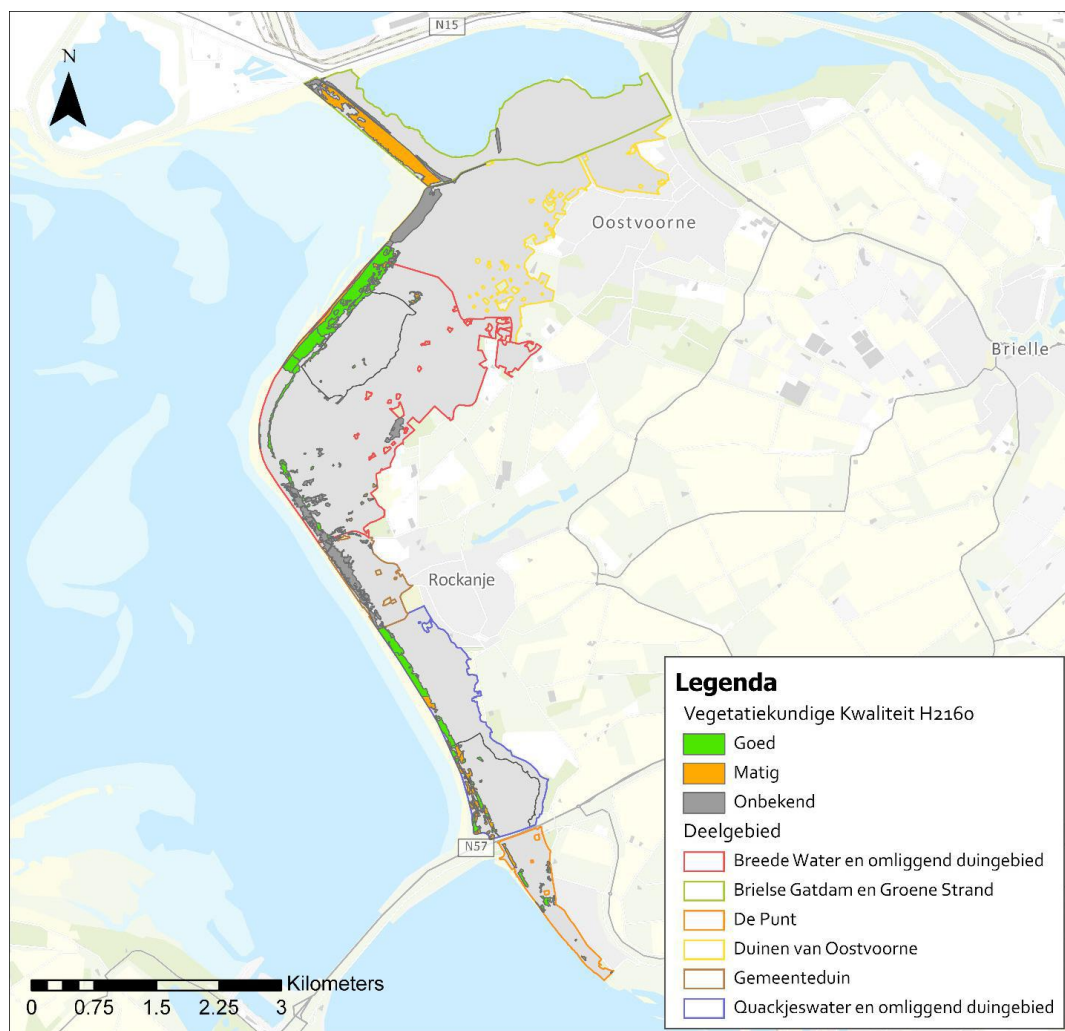 N15
N
Oostvoorne
Brielle
Rockanje
N57
Legenda
Vegetatiekundige Kwaliteit H2160
Goed
Matig
Onbekend
Deelgebied
Breede Water en omliggend duingebied
Brielse Gatdam en Groene Strand
De Punt
Duinen van Oostvoorne
Gemeenteduin
Quackjeswater en omliggend duingebied
Kilometers
0 0.75 1.5 2.25 3